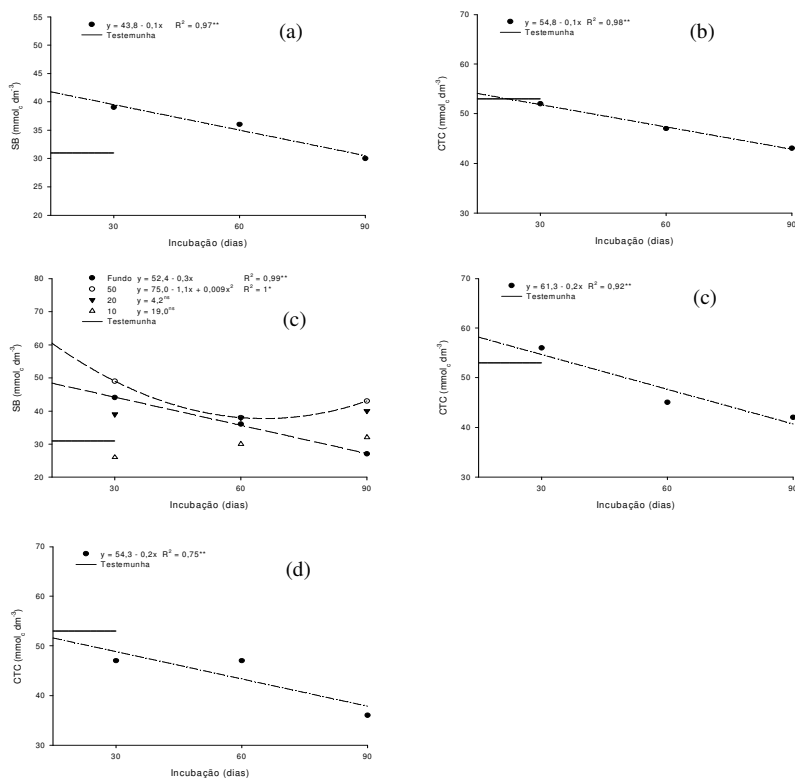 y = 43,8 - 0,1x R² = 0,97**
Testemunha
(a)
55
50
45
40
35
30
25
20
SB (mmolc dm-3)
30 60 90
Incubação (dias)
y = 54,8 - 0,1x R² = 0,98**
Testemunha
(b)
70
60
50
40
30
CTC (mmolc dm-3)
30 60 90
Incubação (dias)
Fundo y = 52,4 - 0,3x R² = 0,99**
50 y = 75,0 - 1,1x + 0,009x² R² = 1*
20 y = 4,2ns
10 y = 19,0ns
Testemunha
(c)
80
70
60
50
40
30
20
SB (mmolc dm-3)
30 60 90
Incubação (dias)
y = 61,3 - 0,2x R² = 0,92**
Testemunha
(c)
70
60
50
40
30
CTC (mmolc dm-3)
30 60 90
Incubação (dias)
y = 54,3 - 0,2x R² = 0,75**
Testemunha
(d)
70
60
50
40
30
CTC (mmolc dm-3)
30 60 90
Incubação (dias)